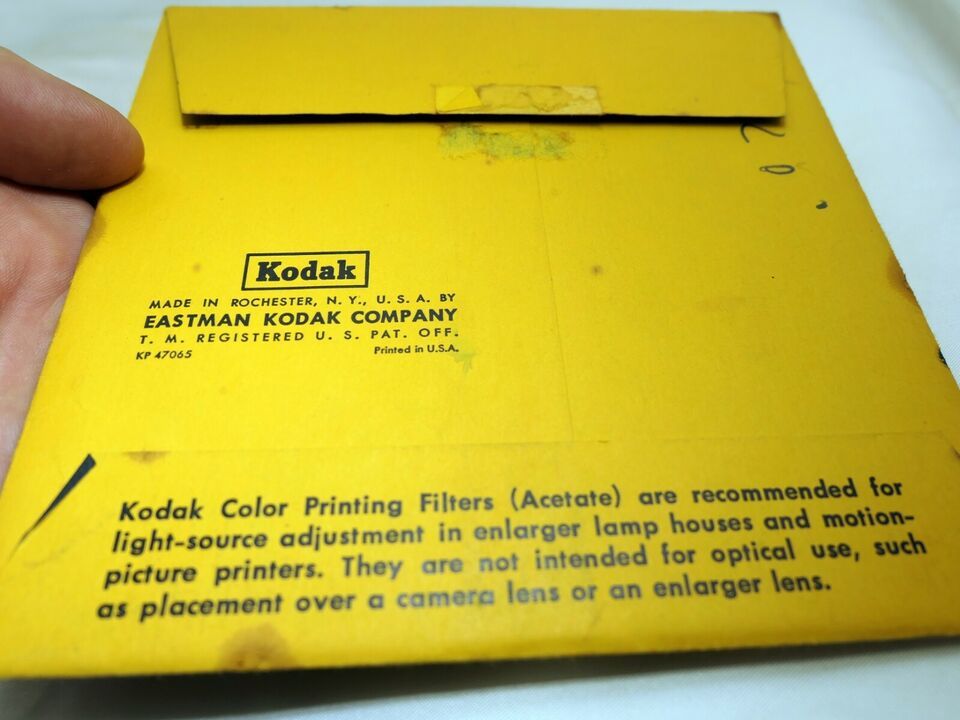 20.
Kodak
MADE IN ROCHESTER, N. Y., U. S. A. BY
EASTMAN KODAK COMPANY
T. M. REGISTERED U. S. PAT. OFF.
KP 47065 Printed in U.S.A.
Kodak Color Printing Filters (Acetate) are recommended for
light-source adjustment in enlarger lamp houses and motion-
picture printers. They are not intended for optical use, such
as placement over a camera lens or an enlarger lens.